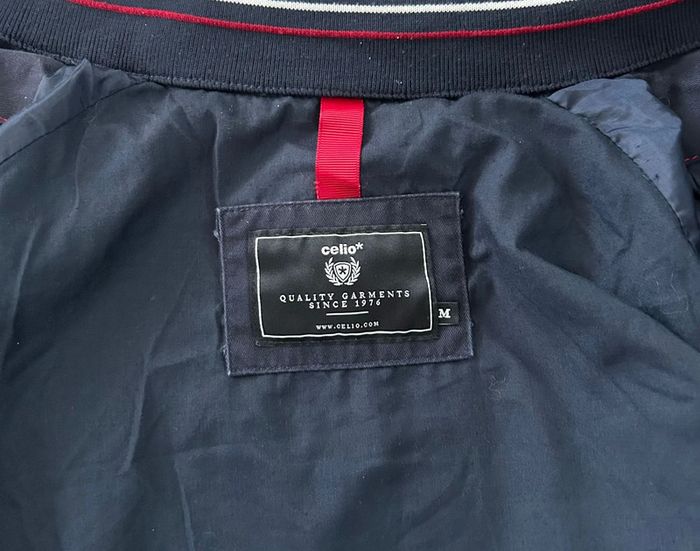 celio*
QUALITY GARMENTS
SINCE 1976
WWW.CELIO.COM
M